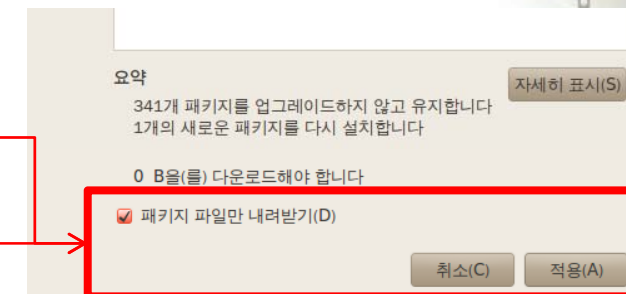 요약
자세히 표시(S)
341개 패키지를 업그레이드하지 않고 유지합니다
1개의 새로운 패키지를 다시 설치합니다
0 B을(를) 다운로드해야 합니다
패키지 파일만 내려받기(D)
취소(C) 적용(A)